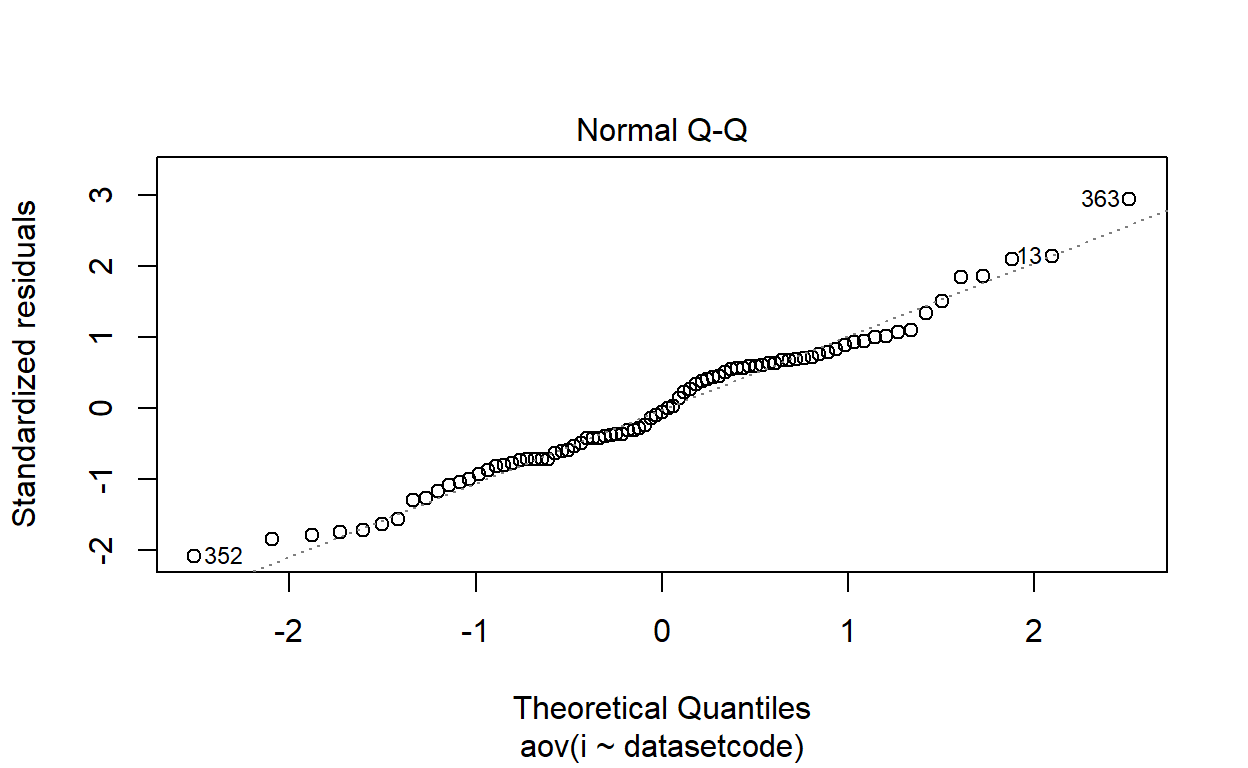 Normal Q-Q
Standardized residuals
3
2
1
0
-1
-2
363
13
352
-2 -1 0 1 2
Theoretical Quantiles
aov(i ~ datasetcode)